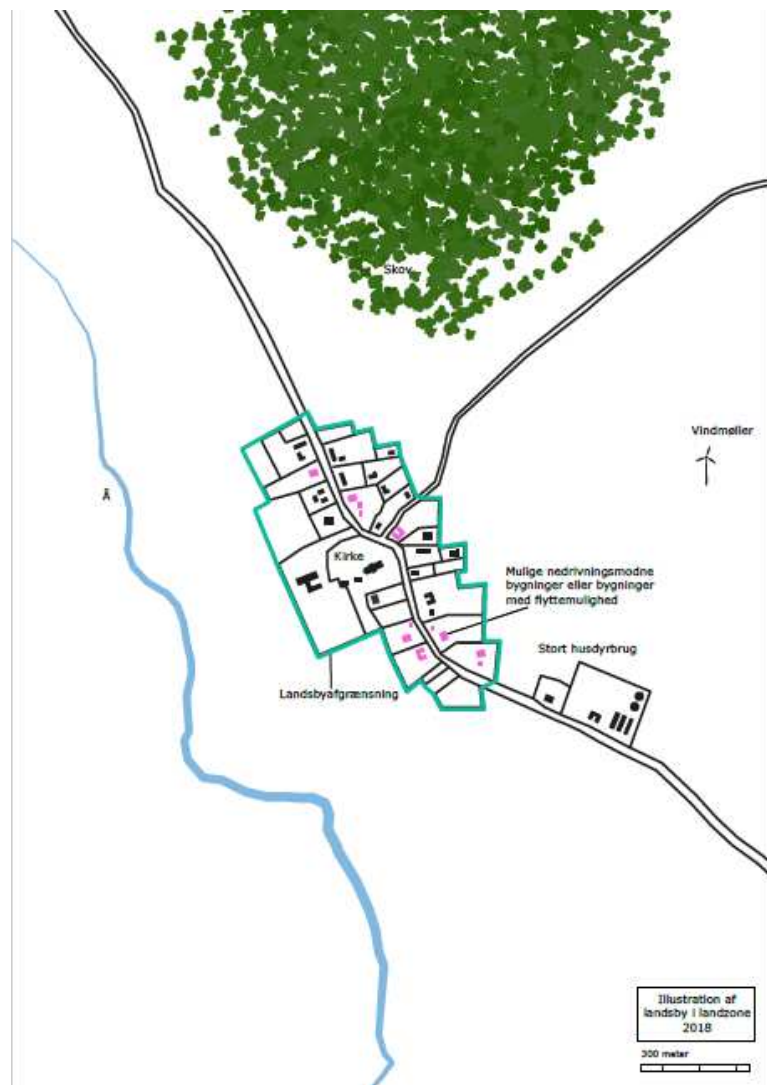 Skov
Vindmøller
Å
Kirke
Mulige nedrivningsmodne
bygninger eller bygninger
med flyttemulighed
Stort husdyrbrug
Landsbyafgrænsning
Illustration af
landsby i landzone
2018
300 meter